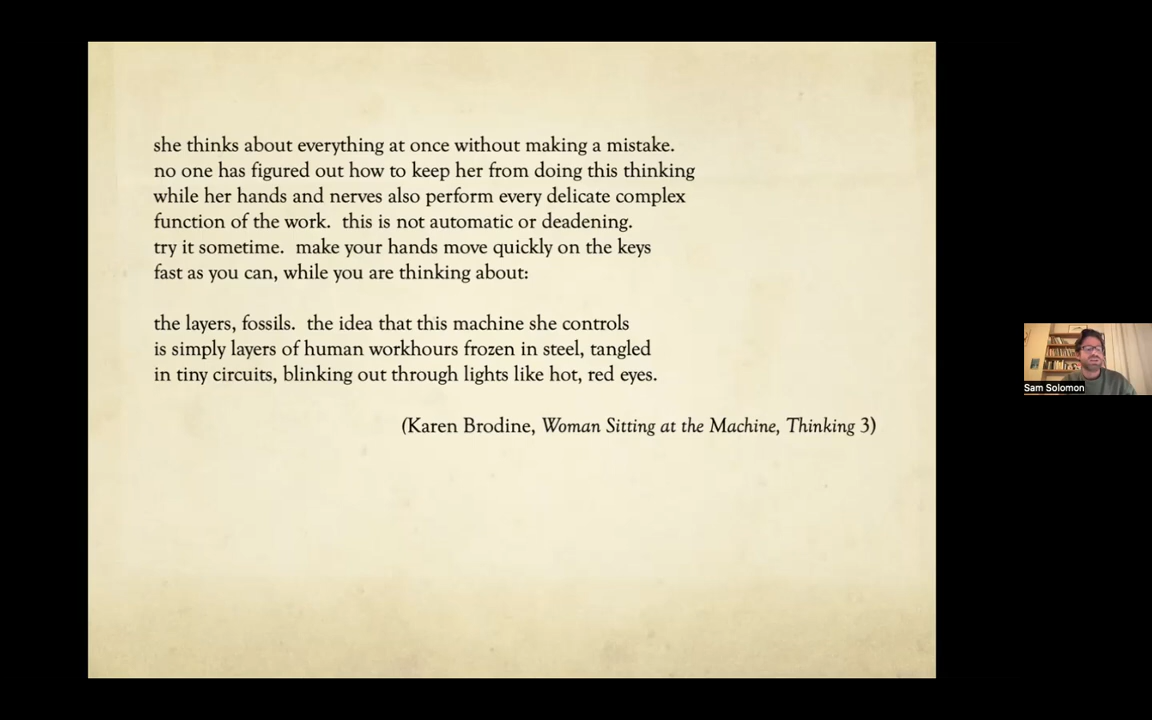 she thinks about everything at once without making a mistake.
no one has figured out how to keep her from doing this thinking
while her hands and nerves also perform every delicate complex
function of the work.  this is not automatic or deadening.
try it sometime.  make your hands move quickly on the keys
fast as you can, while you are thinking about:
the layers, fossils.  the idea that this machine she controls
is simply layers of human workhours frozen in steel, tangled
in tiny circuits, blinking out through lights like hot, red eyes.
(Karen Brodine, Woman Sitting at the Machine, Thinking 3)
Sam Solomon